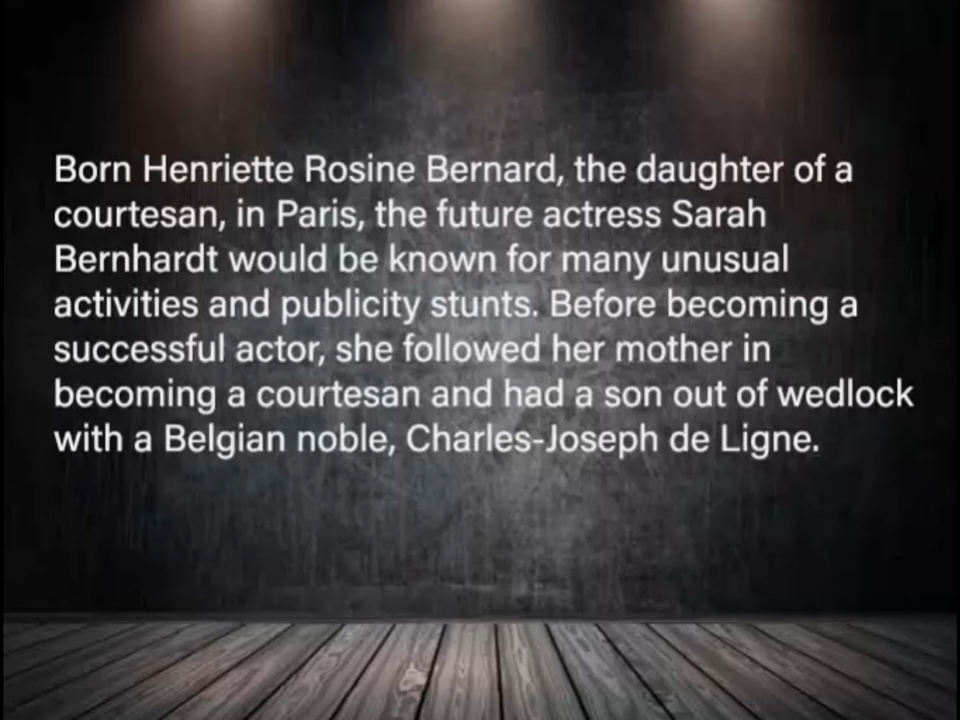 Born Henriette Rosine Bernard, the daughter of a
courtesan, in Paris, the future actress Sarah
Bernhardt would be known for many unusual
activities and publicity stunts. Before becoming a
successful actor, she followed her mother in
becoming a courtesan and had a son out of wedlock
with a Belgian noble, Charles-Joseph de Ligne.